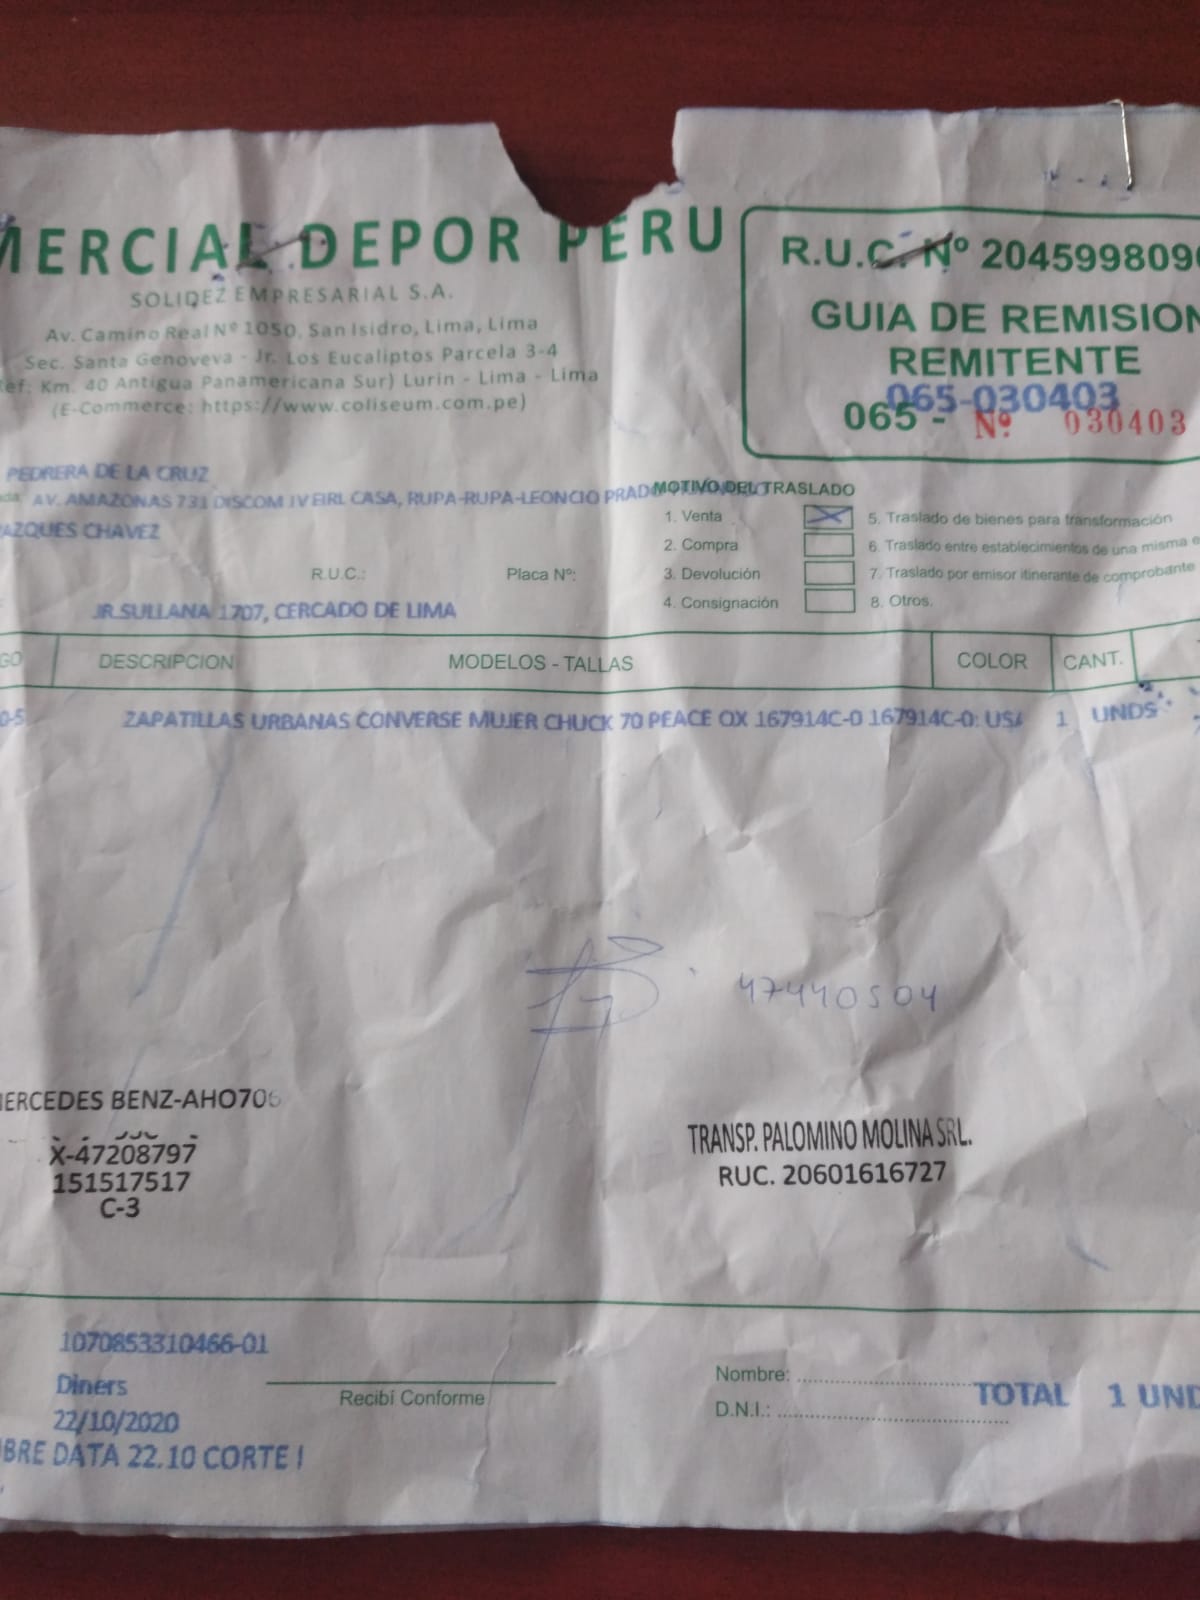 MERCIAL DEPOR PERU
SOLIDEZ EMPRESARIAL S.A.
Av. Camino Real Nº 1050, San Isidro, Lima, Lima
Sec. Santa Genoveva - Jr. Los Eucaliptos Parcela 3-4
ef: Km. 40 Antigua Panamericana Sur) Lurin - Lima - Lima
(E-Commerce: https://www.coliseum.com.pe)
R.U.C. Nº 2045998090
GUIA DE REMISION
REMITENTE
065-030403
065 - Nº 030403
PEDRERA DE LA CRUZ
da: AV. AMAZONAS 731 DISCOM JV EIRL CASA, RUPA-RUPA-LEONCIO PRADO
AZQUES CHAVEZ
R.U.C.: Placa Nº:
JR.SULLANA 1707, CERCADO DE LIMA
MOTIVO DEL TRASLADO
1. Venta X 5. Traslado de bienes para transformación
2. Compra 6. Traslado entre establecimientos de una misma e
3. Devolución 7. Traslado por emisor itinerante de comprobante
4. Consignación 8. Otros.
GO DESCRIPCION MODELOS - TALLAS COLOR CANT.
0-5 ZAPATILLAS URBANAS CONVERSE MUJER CHUCK 70 PEACE OX 167914C-0 167914C-0: USA 1 UNDS
47440504
MERCEDES BENZ-AHO706
X-47208797
151517517
C-3
TRANSP. PALOMINO MOLINA SRL.
RUC. 20601616727
1070853310466-01
Diners
22/10/2020
BRE DATA 22.10 CORTE I
Recibí Conforme
Nombre:
D.N.I.:
TOTAL 1 UND